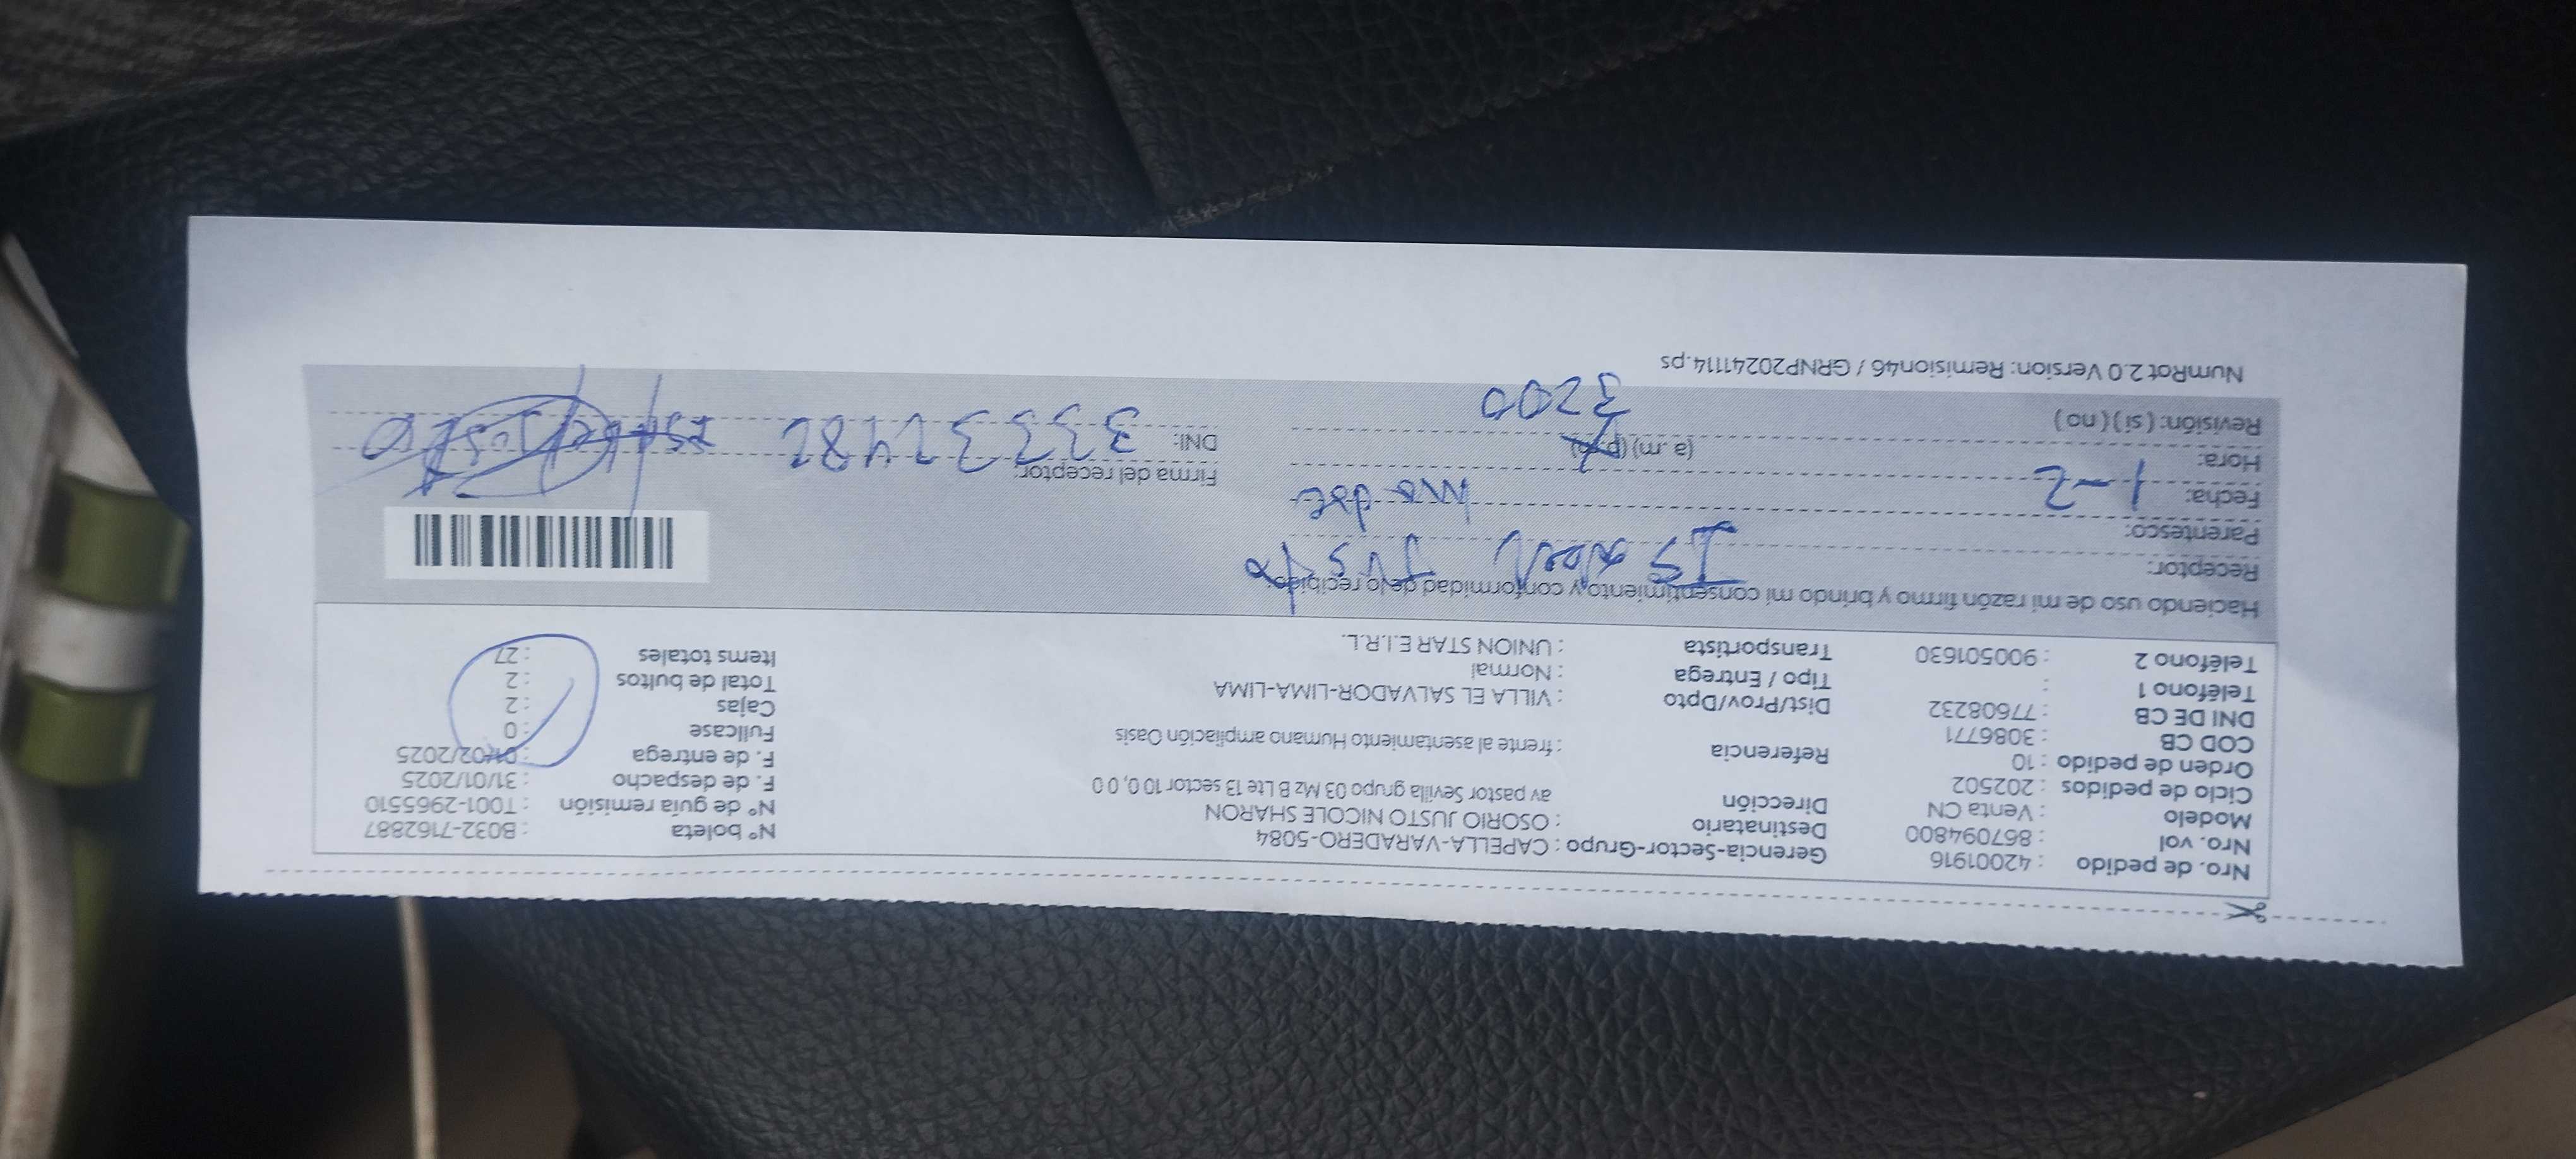 Nro. de pedido : 42001916
Nro. vol : 867094800
Modelo : Venta CN
Ciclo de pedidos : 202502
Orden de pedido : 10
COD CB : 3086771
DNI DE CB : 77608232
Teléfono 1 :
Teléfono 2 : 900501630
Gerencia-Sector-Grupo : CAPELLA-VARADERO-5084
Destinatario : OSORIO JUSTO NICOLE SHARON
Dirección av pastor Sevilla grupo 03 Mz B Lte 13 sector 10 0, 0 0
Referencia : frente al asentamiento Humano ampliación Oasis
Dist/Prov/Dpto : VILLA EL SALVADOR-LIMA-LIMA
Tipo / Entrega : Normal
Transportista : UNION STAR E.I.R.L.
Nº boleta : B032-7162887
Nº de guía remisión : T001-2965510
F. de despacho : 31/01/2025
F. de entrega : 01/02/2025
Fullcase : 0
Cajas : 2
Total de bultos : 2
Items totales : 27
Haciendo uso de mi razón firmo y brindo mi consentimiento y conformidad de lo recibido:
Receptor: Isabel Justo
Parentesco:
Fecha: 1-2
Hora: (a.m) (p.m)
Revisión: ( si ) ( no ) 3200
Firma del receptor:
DNI:
NumRot 2.0 Version: Remision46 / GRNP20241114.ps